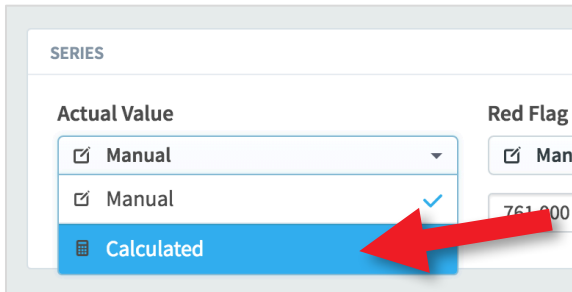 SERIES
Actual Value
Red Flag
Manual
Man
Manual
761,000
Calculated